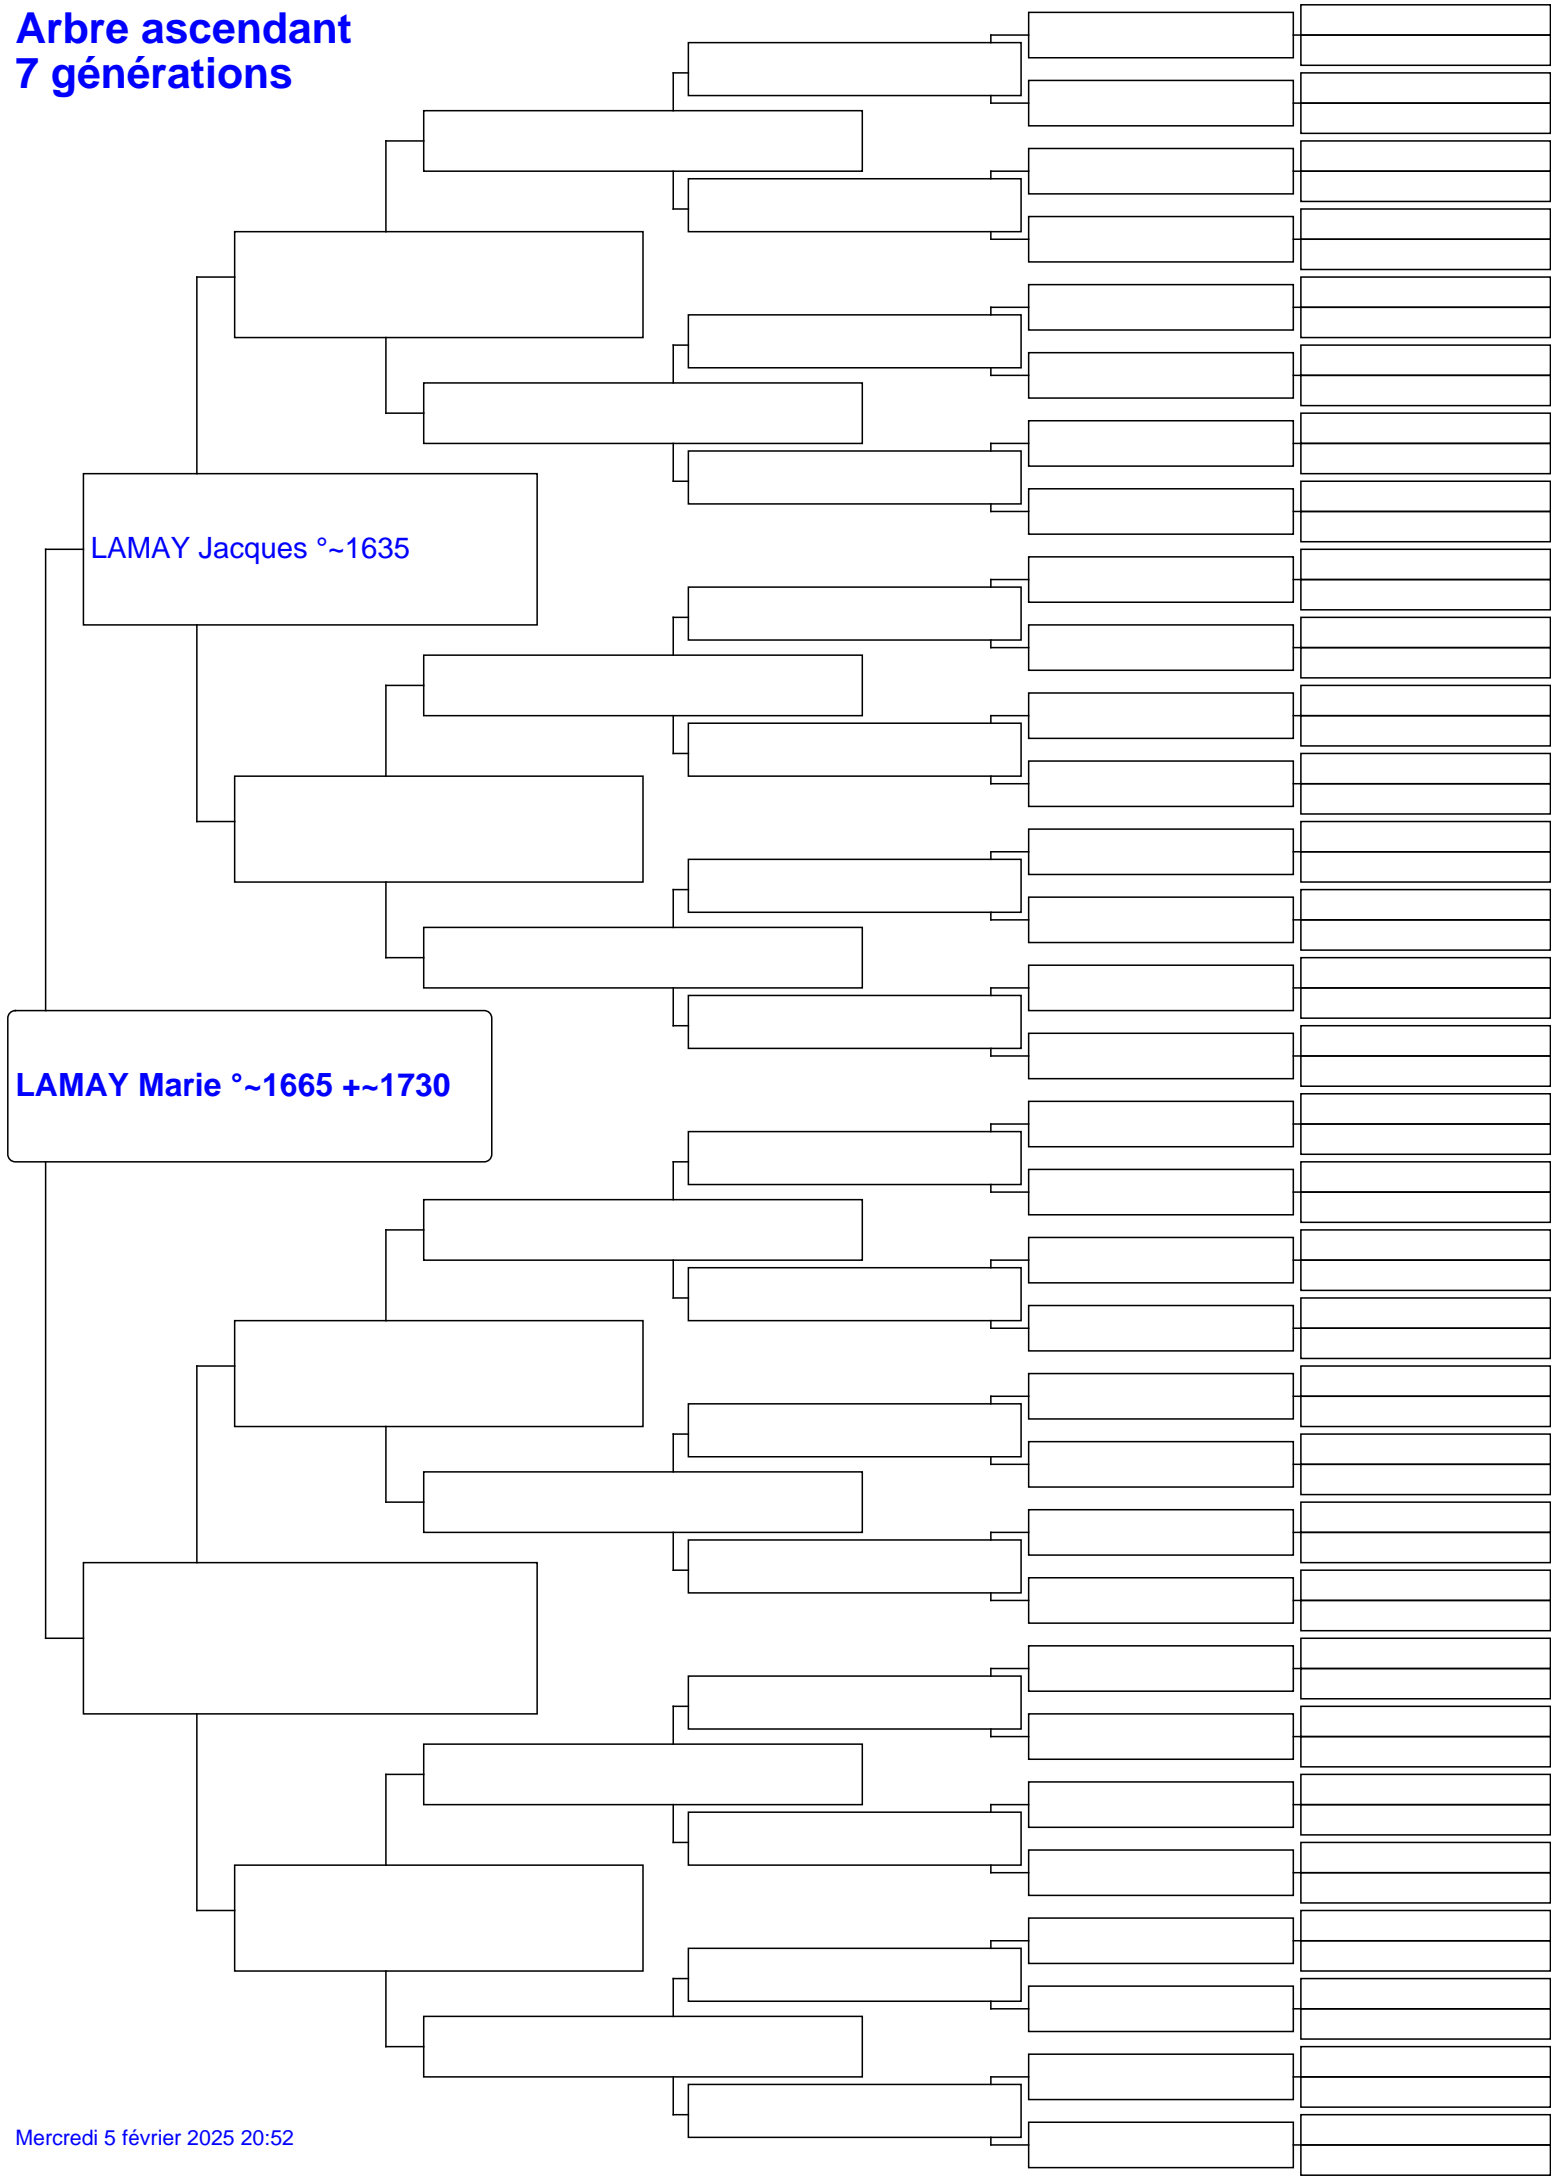 Arbre ascendant
7 générations
LAMAY Jacques °~1635
LAMAY Marie °~1665 +~1730
Mercredi 5 février 2025 20:52